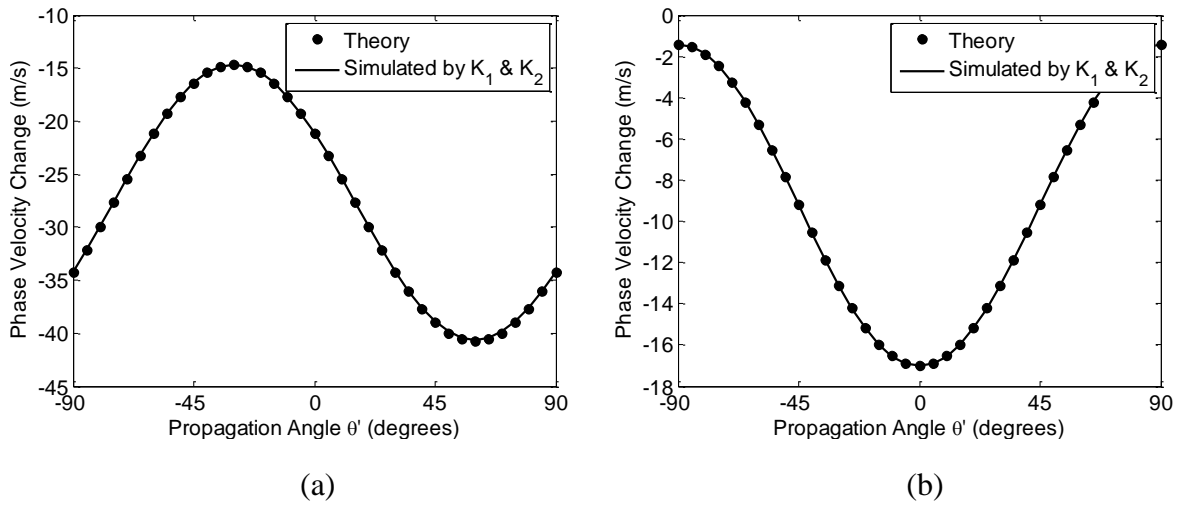 -10
-15
-20
-25
-30
-35
-40
-45
-90
-45
0
45
90
Phase Velocity Change (m/s)
Propagation Angle θ' (degrees)
Theory
Simulated by K1 & K2
(a)
0
-2
-4
-6
-8
-10
-12
-14
-16
-18
-90
-45
0
45
90
Phase Velocity Change (m/s)
Propagation Angle θ' (degrees)
Theory
Simulated by K1 & K2
(b)